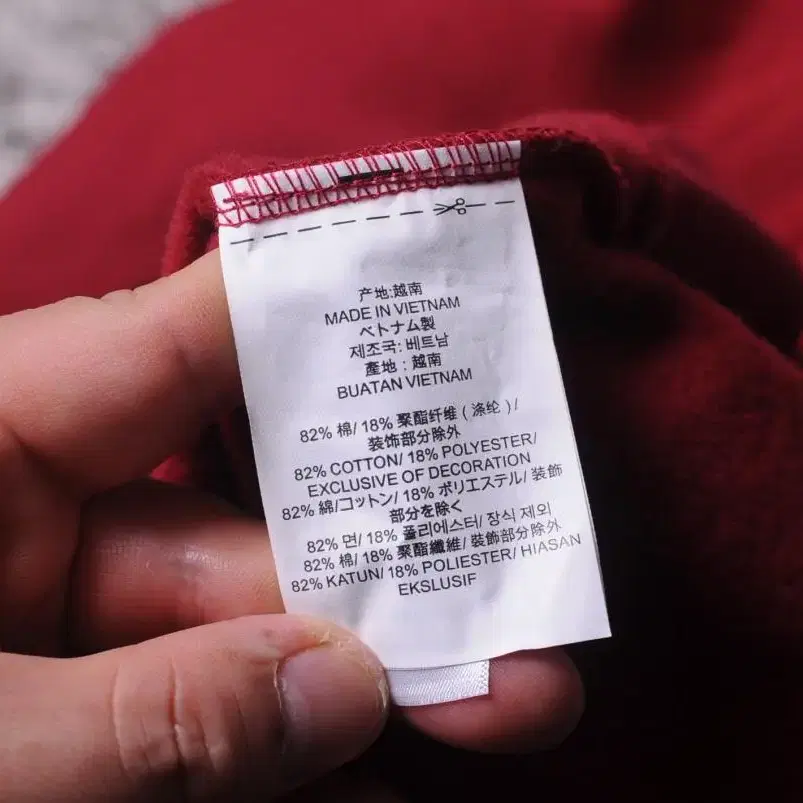 产地:越南
MADE IN VIETNAM
ベトナム製
제조국: 베트남
產地：越南
BUATAN VIETNAM
82% 棉/ 18% 聚酯纤维 ( 涤纶 ) /
装饰部分除外
82% COTTON/ 18% POLYESTER/
EXCLUSIVE OF DECORATION
82% 綿/コットン/ 18% ポリエステル/ 装飾
部分を除く
82% 면/ 18% 폴리에스터/ 장식 제외
82% 棉/ 18% 聚酯纖維/ 裝飾部分除外
82% KATUN/ 18% POLIESTER/ HIASAN
EKSLUSIF